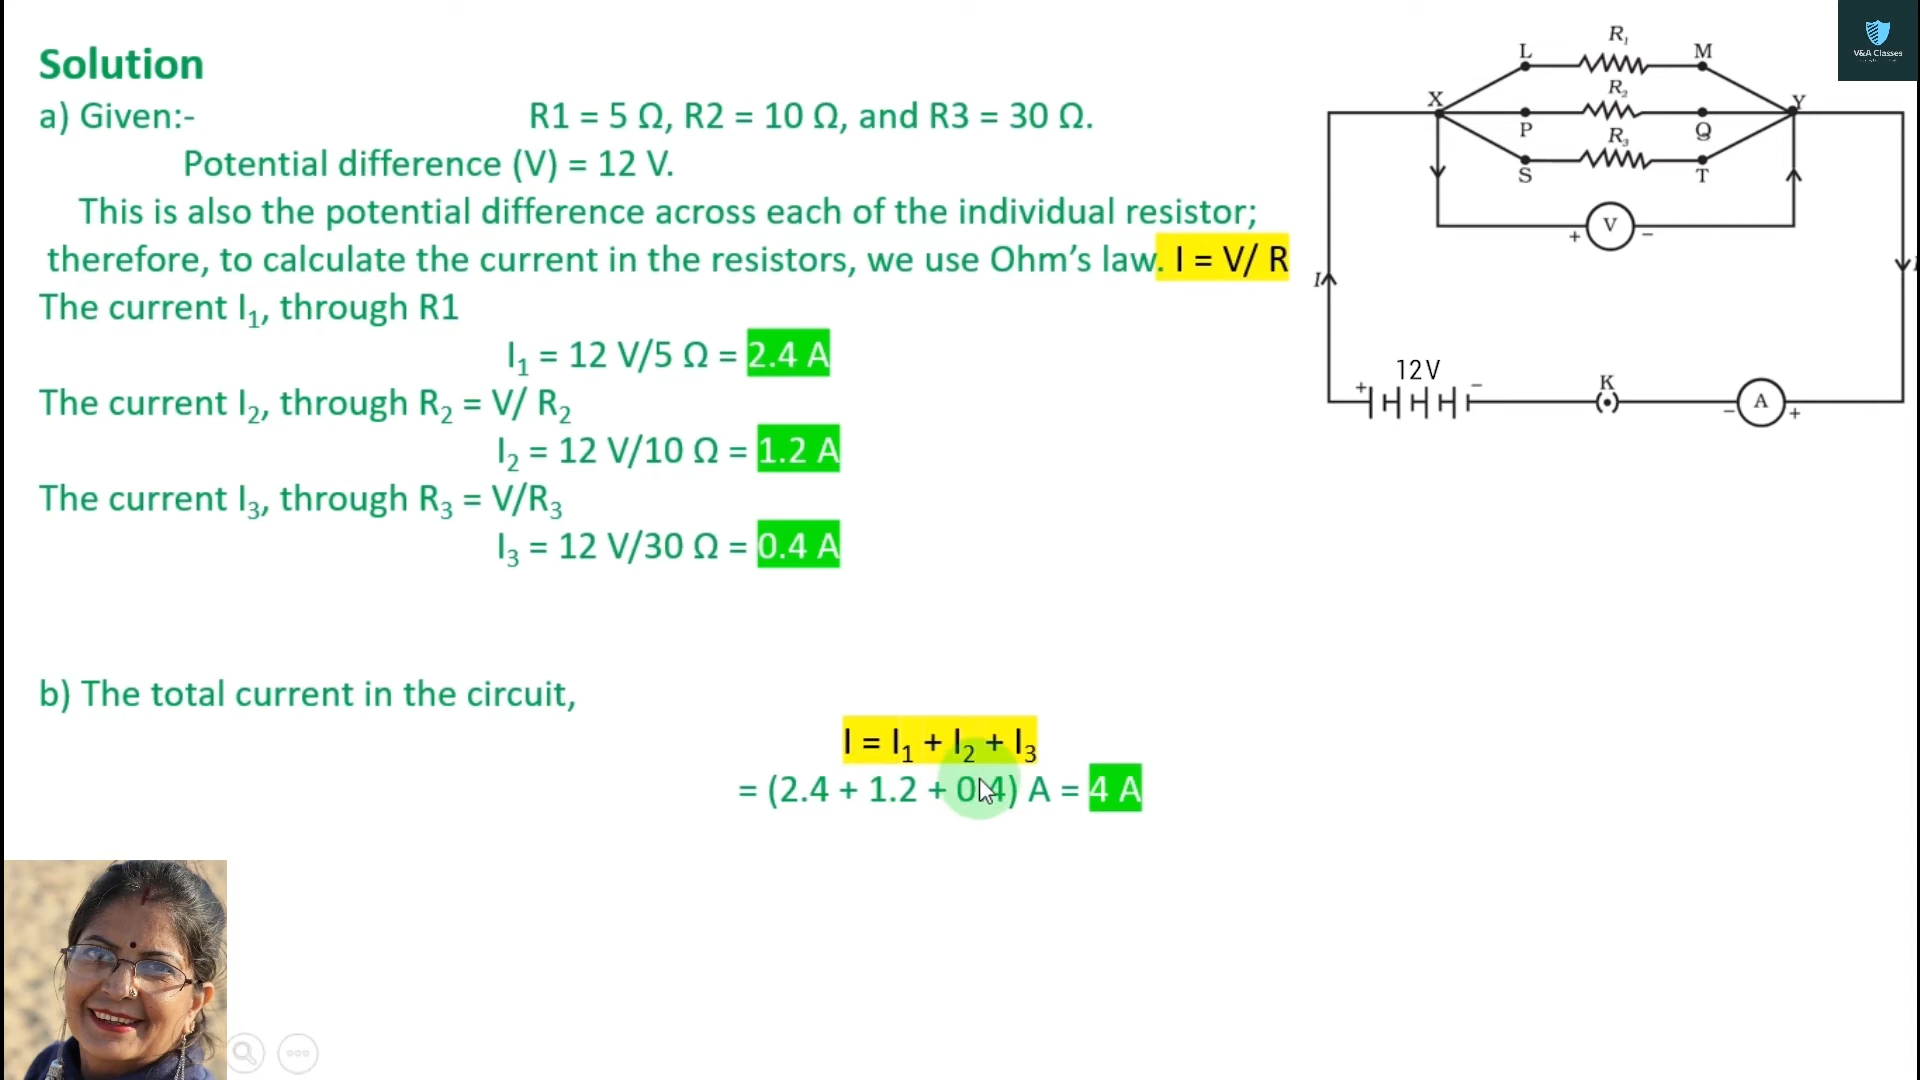 Solution
a) Given:- R1 = 5 Ω, R2 = 10 Ω, and R3 = 30 Ω.
Potential difference (V) = 12 V.
This is also the potential difference across each of the individual resistor;
therefore, to calculate the current in the resistors, we use Ohm’s law. I = V/ R
The current I₁, through R1
I₁ = 12 V/5 Ω = 2.4 A
The current I₂, through R₂ = V/ R₂
I₂ = 12 V/10 Ω = 1.2 A
The current I₃, through R₃ = V/R₃
I₃ = 12 V/30 Ω = 0.4 A
b) The total current in the circuit,
I = I₁ + I₂ + I₃
= (2.4 + 1.2 + 0.4) A = 4 A
R₁
L M
R₂
X Y
P Q
R₃
S T
V
+ −
I
12V
+ −
K
A
− +
V&A Classes